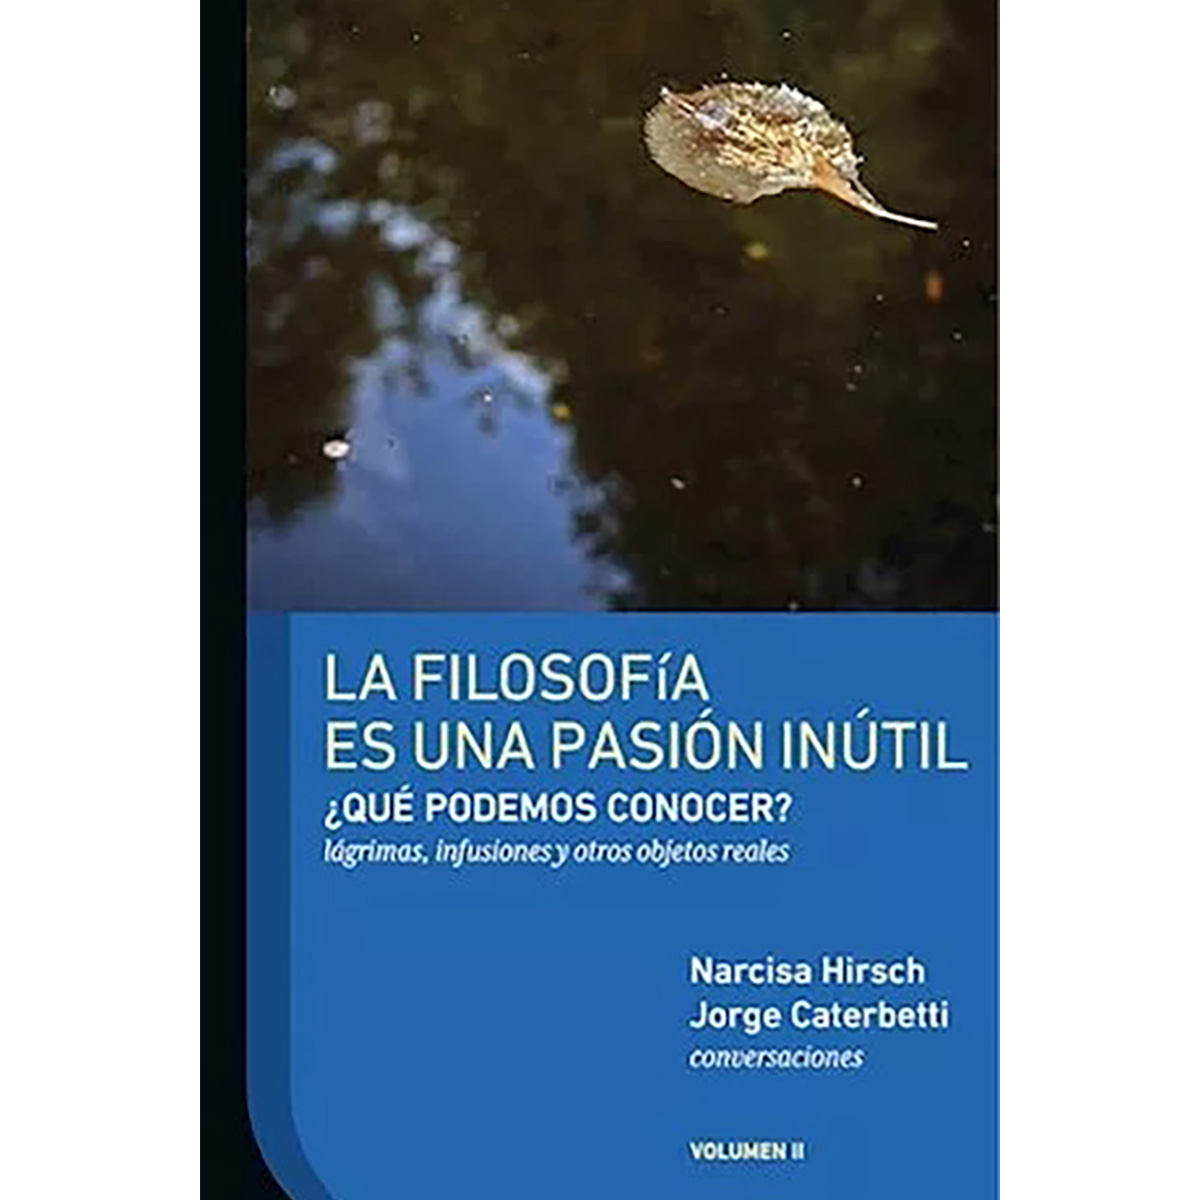 LA FILOSOFíA
ES UNA PASIÓN INÚTIL
¿QUÉ PODEMOS CONOCER?
lágrimas, infusiones y otros objetos reales
Narcisa Hirsch
Jorge Caterbetti
conversaciones
VOLUMEN II